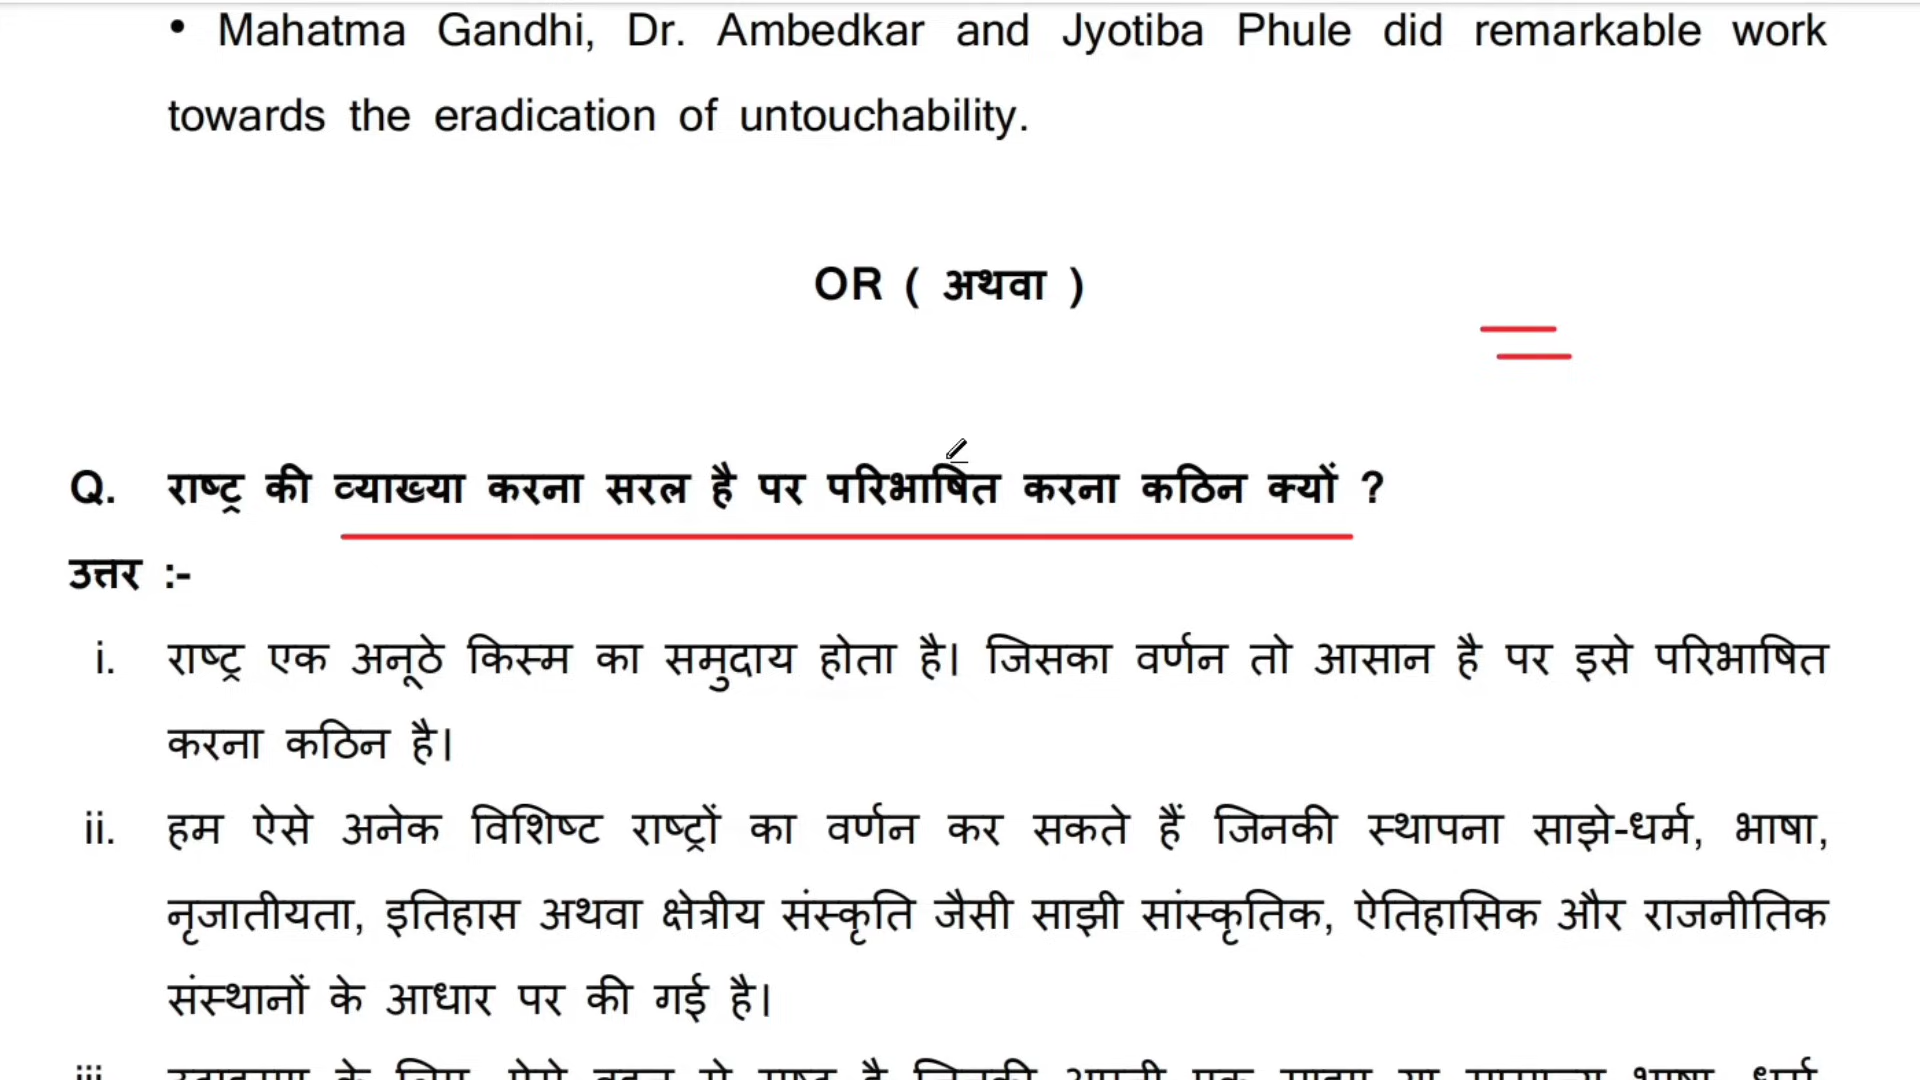 • Mahatma Gandhi, Dr. Ambedkar and Jyotiba Phule did remarkable work
towards the eradication of untouchability.
OR ( अथवा )
Q. राष्ट्र की व्याख्या करना सरल है पर परिभाषित करना कठिन क्यों ?
उत्तर :-
i. राष्ट्र एक अनूठे किस्म का समुदाय होता है। जिसका वर्णन तो आसान है पर इसे परिभाषित
करना कठिन है।
ii. हम ऐसे अनेक विशिष्ट राष्ट्रों का वर्णन कर सकते हैं जिनकी स्थापना साझे-धर्म, भाषा,
नृजातीयता, इतिहास अथवा क्षेत्रीय संस्कृति जैसी साझी सांस्कृतिक, ऐतिहासिक और राजनीतिक
संस्थानों के आधार पर की गई है।
iii.